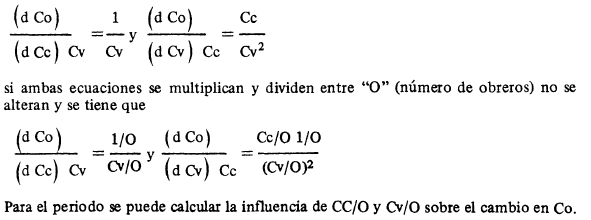 (d Co) / (d Cc) Cv = 1 / Cv y (d Co) / (d Cv) Cc = Cc / Cv²
si ambas ecuaciones se multiplican y dividen entre "O" (número de obreros) no se
alteran y se tiene que
(d Co) / (d Cc) Cv = 1/O / Cv/O y (d Co) / (d Cv) Cc = Cc/O 1/O / (Cv/O)²
Para el periodo se puede calcular la influencia de CC/O y Cv/O sobre el cambio en Co.